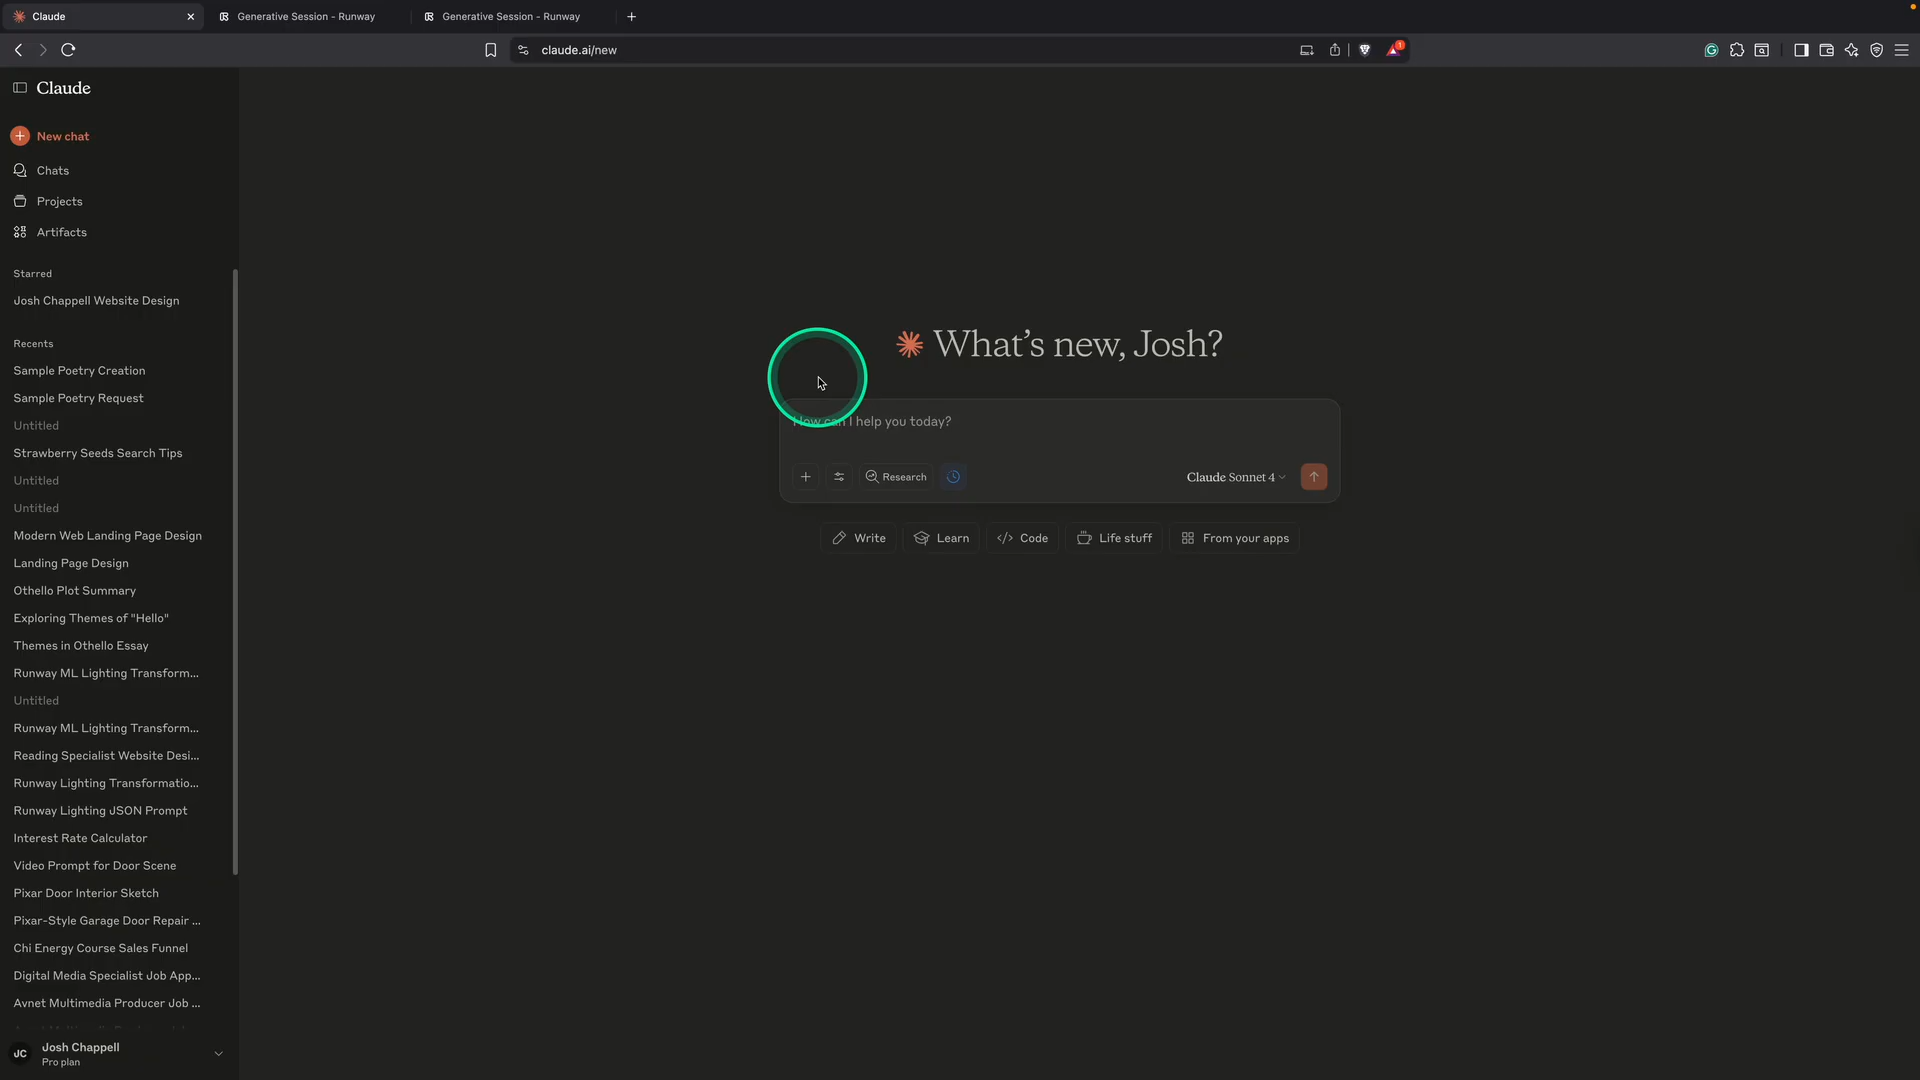 Claude
Generative Session - Runway
Generative Session - Runway
claude.ai/new
1
Claude
New chat
Chats
Projects
Artifacts
Starred
Josh Chappell Website Design
Recents
Sample Poetry Creation
Sample Poetry Request
Untitled
Strawberry Seeds Search Tips
Untitled
Untitled
Modern Web Landing Page Design
Landing Page Design
Othello Plot Summary
Exploring Themes of "Hello"
Themes in Othello Essay
Runway ML Lighting Transform...
Untitled
Runway ML Lighting Transform...
Reading Specialist Website Desi...
Runway Lighting Transformatio...
Runway Lighting JSON Prompt
Interest Rate Calculator
Video Prompt for Door Scene
Pixar Door Interior Sketch
Pixar-Style Garage Door Repair ...
Chi Energy Course Sales Funnel
Digital Media Specialist Job App...
Avnet Multimedia Producer Job ...
JC
Josh Chappell
Pro plan
What's new, Josh?
How can I help you today?
Research
Claude Sonnet 4
Write
Learn
Code
Life stuff
From your apps